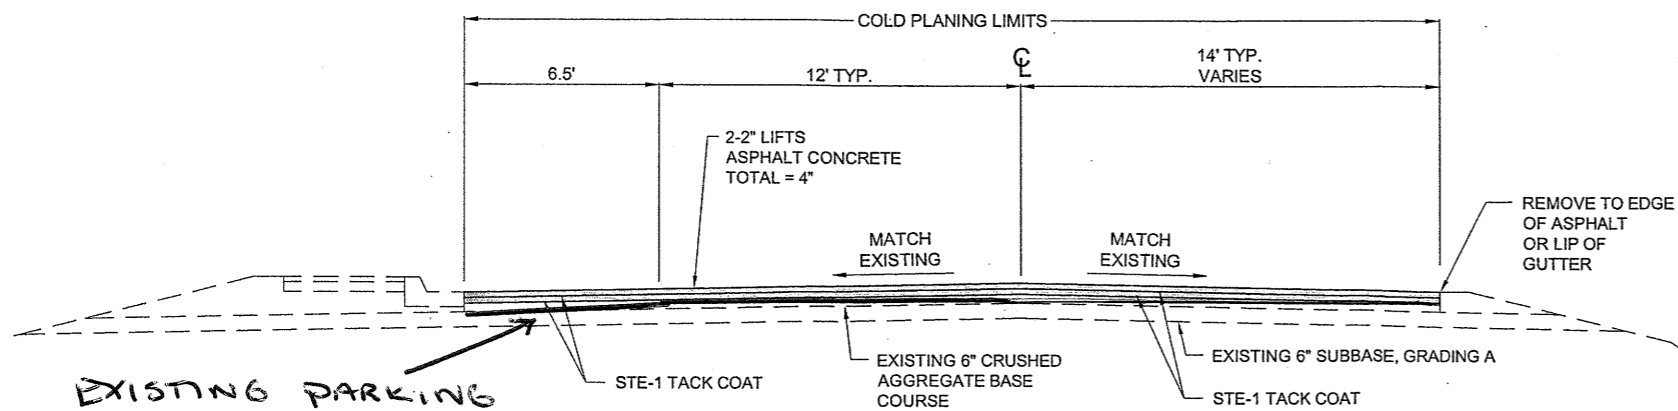 COLD PLANING LIMITS
6.5'
12' TYP.
℄
14' TYP.
VARIES
2-2" LIFTS
ASPHALT CONCRETE
TOTAL = 4"
MATCH
EXISTING
MATCH
EXISTING
REMOVE TO EDGE
OF ASPHALT
OR LIP OF
GUTTER
EXISTING PARKING
STE-1 TACK COAT
EXISTING 6" CRUSHED
AGGREGATE BASE
COURSE
EXISTING 6" SUBBASE, GRADING A
STE-1 TACK COAT